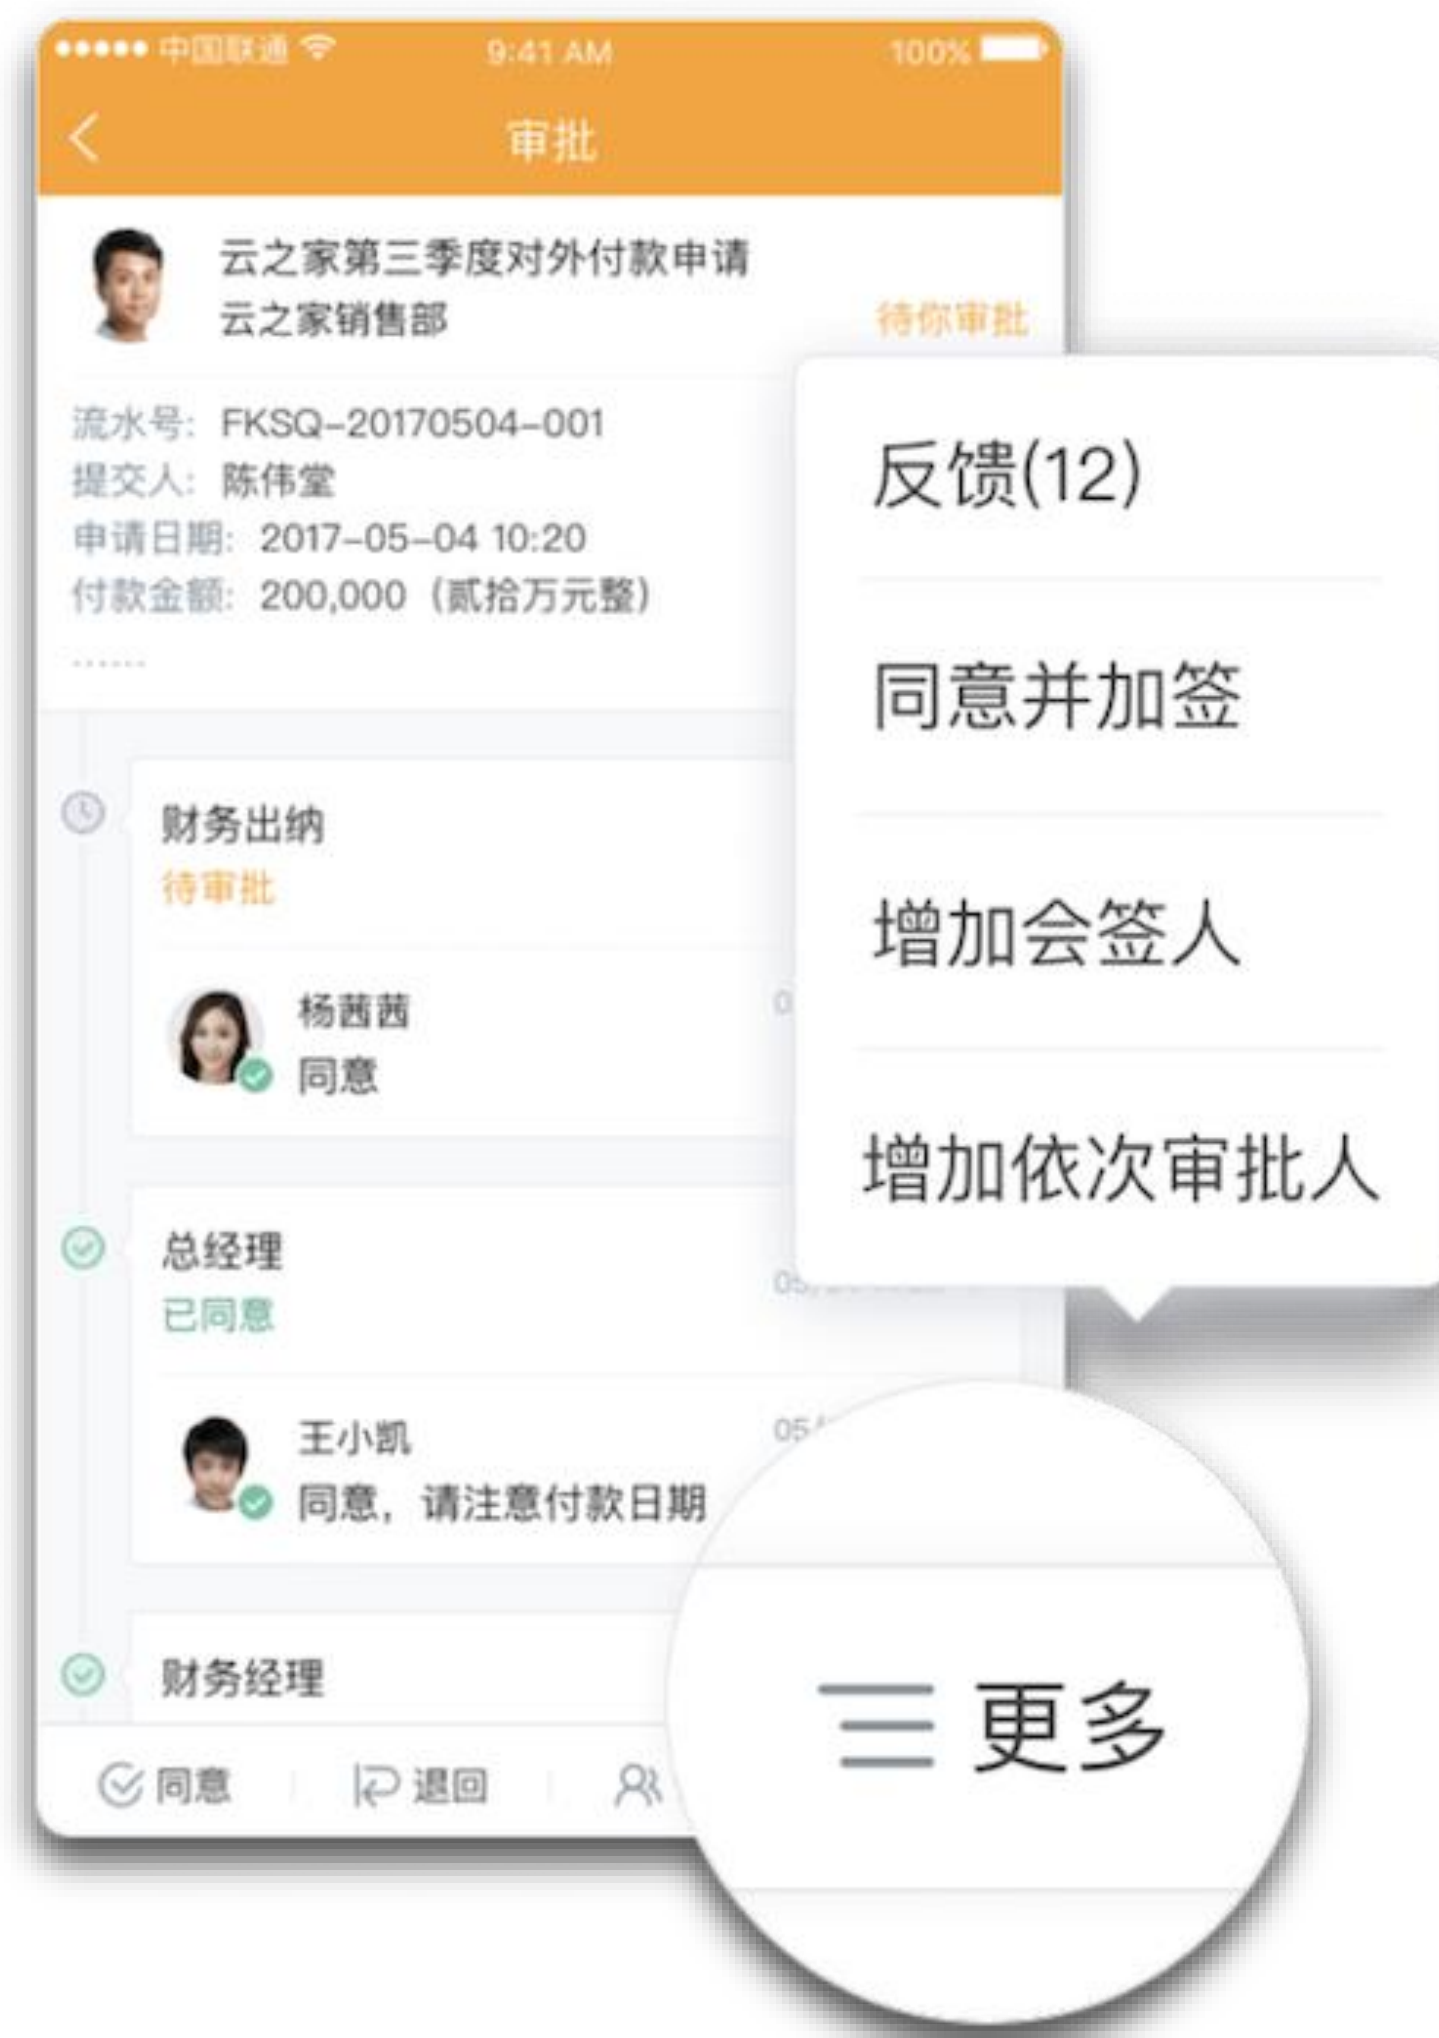 中国联通
9:41 AM
100%
审批
云之家第三季度对外付款申请
云之家销售部
待你审批
流水号: FKSQ-20170504-001
提交人: 陈伟堂
申请日期: 2017-05-04 10:20
付款金额: 200,000 (贰拾万元整)
......
反馈(12)
同意并加签
增加会签人
增加依次审批人
财务出纳
待审批
杨茜茜
同意
总经理
已同意
王小凯
05/
同意，请注意付款日期
财务经理
同意
退回
更多